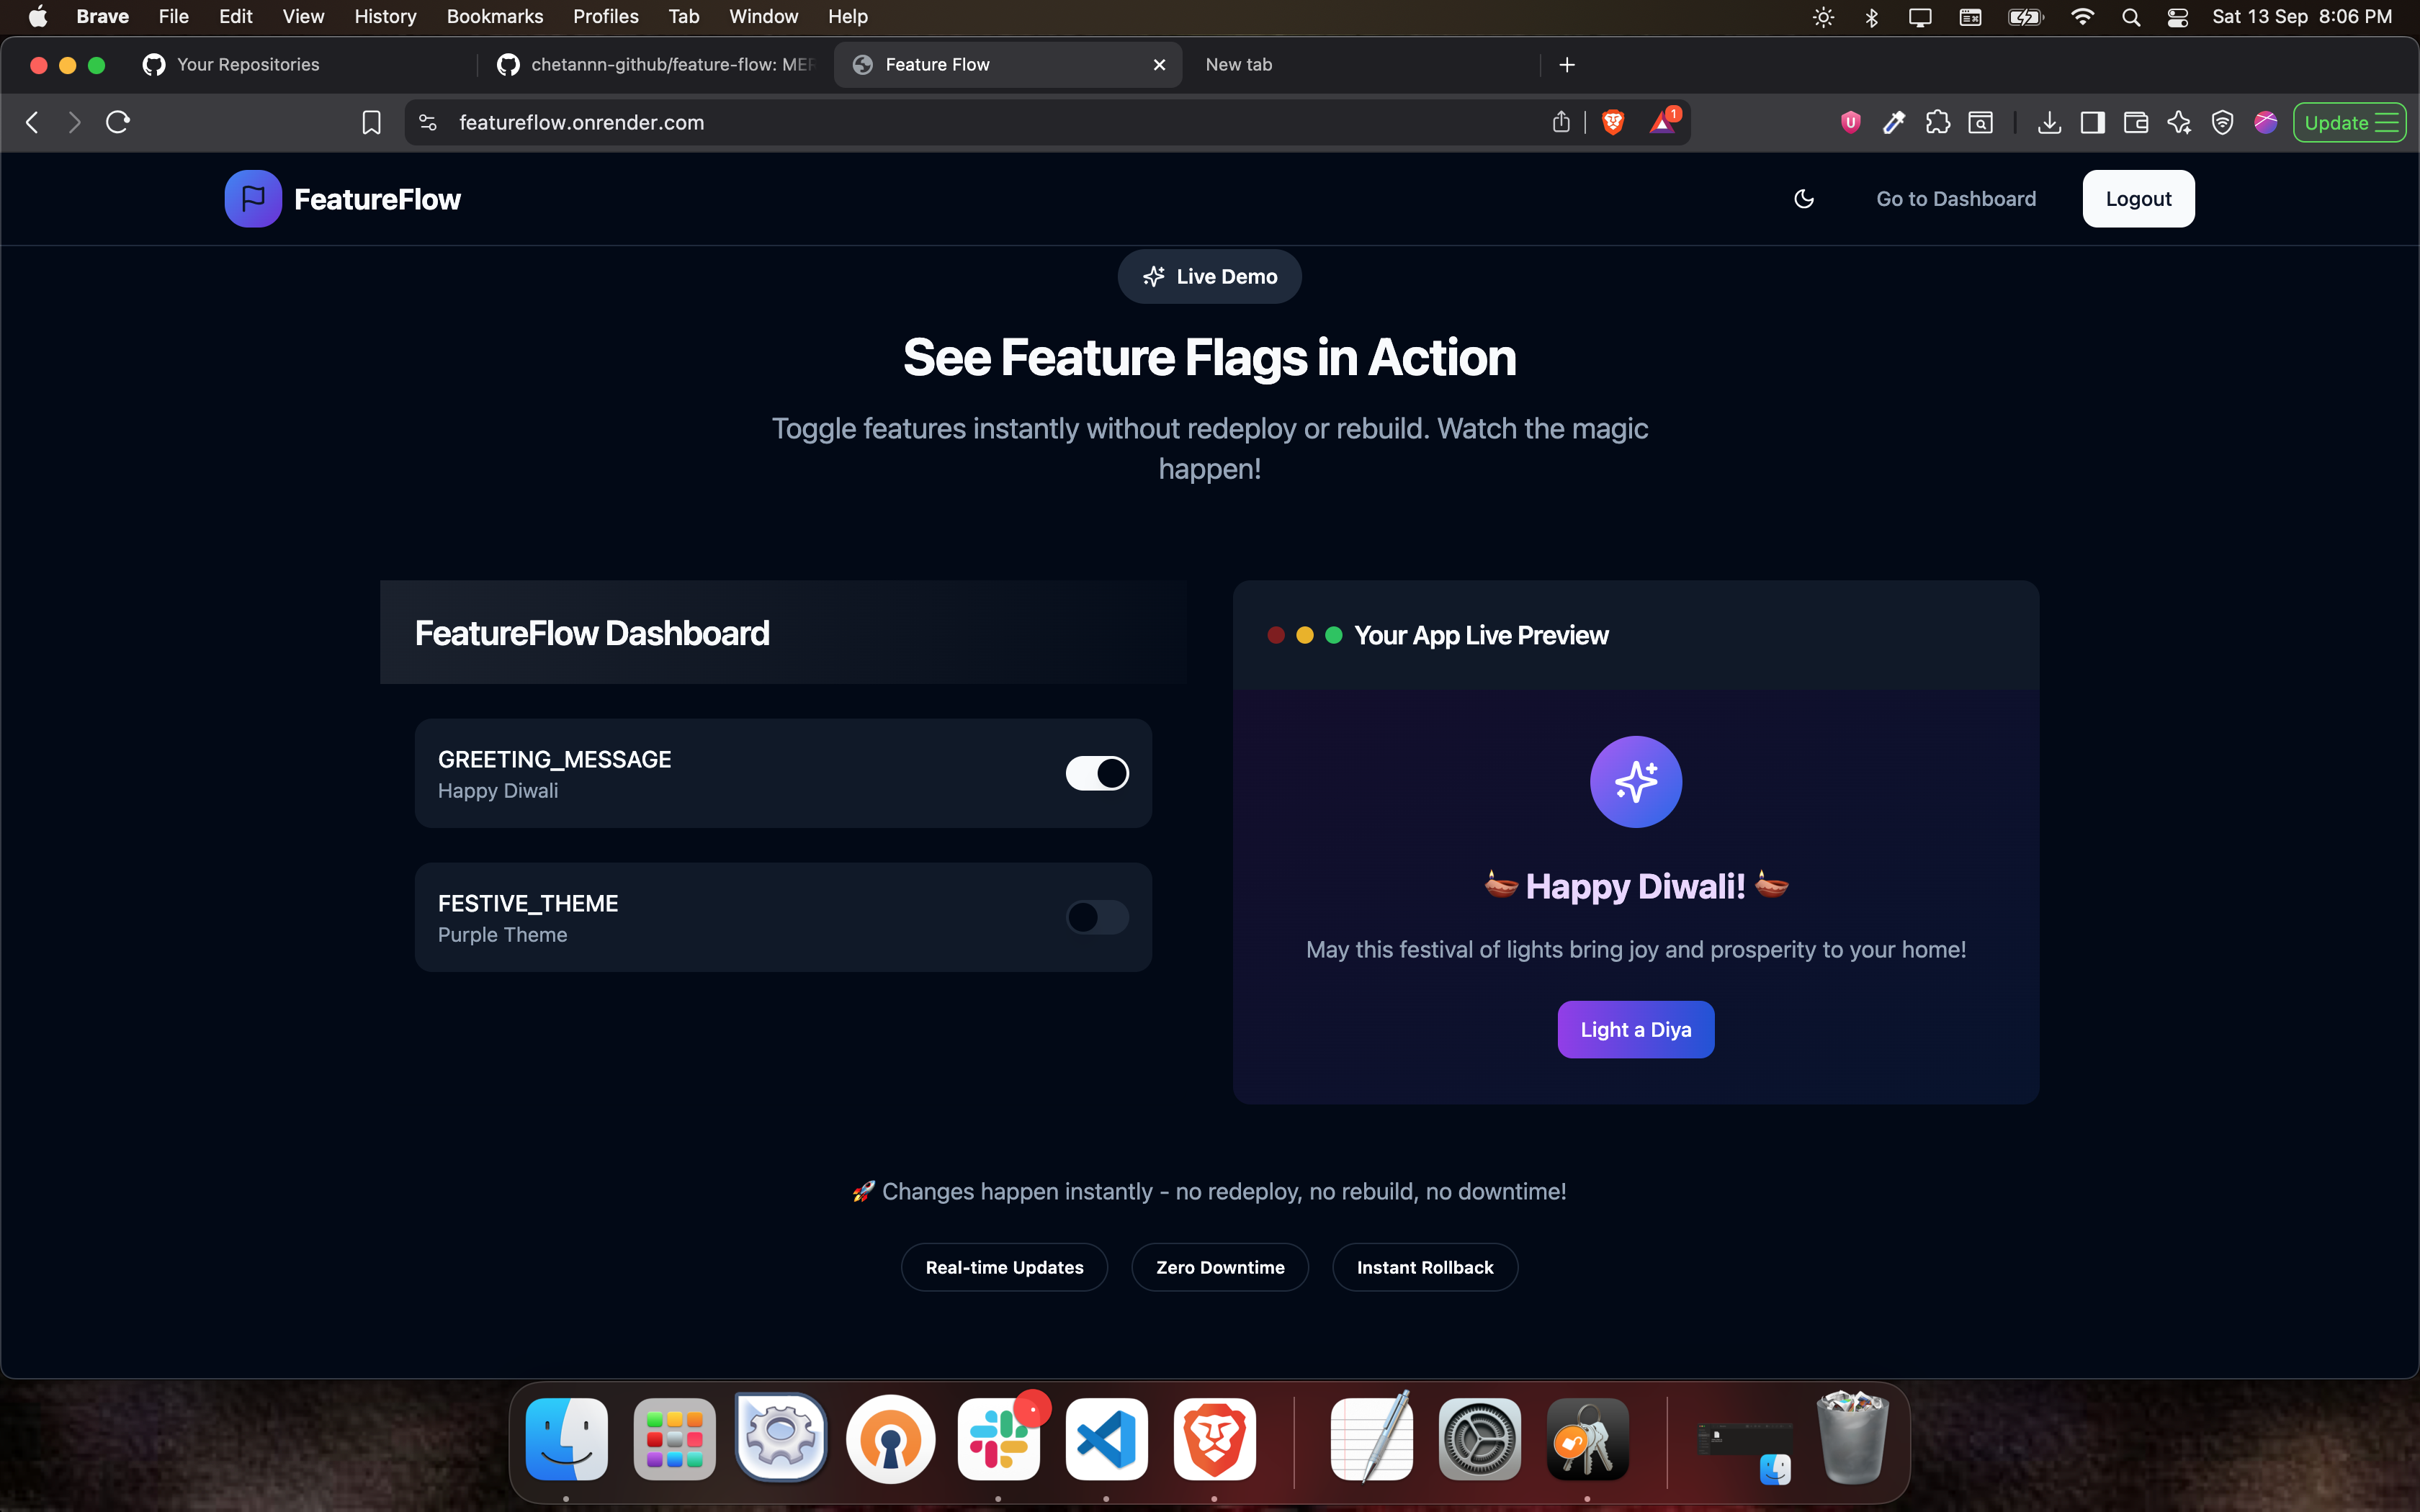 Brave File Edit View History Bookmarks Profiles Tab Window Help Sat 13 Sep 8:06 PM
Your Repositories chetannn-github/feature-flow: MER Feature Flow New tab
featureflow.onrender.com 1 Update
FeatureFlow Go to Dashboard Logout
Live Demo
See Feature Flags in Action
Toggle features instantly without redeploy or rebuild. Watch the magic
happen!
FeatureFlow Dashboard
GREETING_MESSAGE
Happy Diwali
FESTIVE_THEME
Purple Theme
Your App Live Preview
Happy Diwali!
May this festival of lights bring joy and prosperity to your home!
Light a Diya
Changes happen instantly - no redeploy, no rebuild, no downtime!
Real-time Updates Zero Downtime Instant Rollback